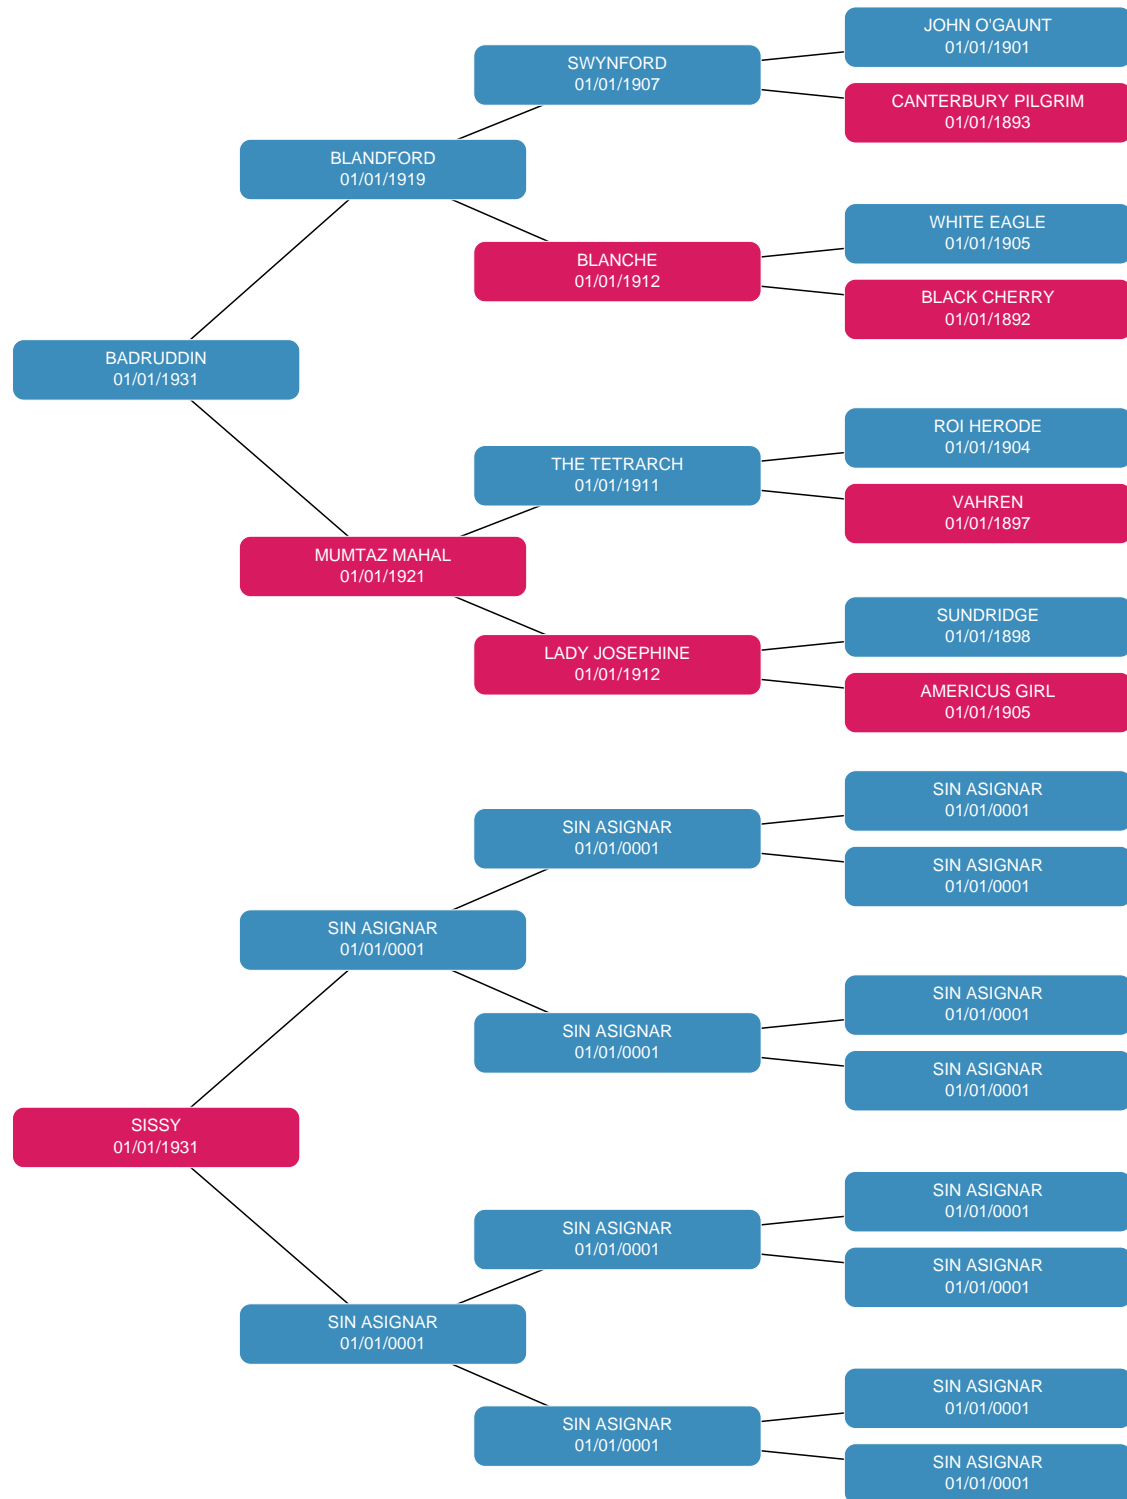 JOHN O'GAUNT
01/01/1901
SWYNFORD
01/01/1907
CANTERBURY PILGRIM
01/01/1893
BLANDFORD
01/01/1919
WHITE EAGLE
01/01/1905
BLANCHE
01/01/1912
BLACK CHERRY
01/01/1892
BADRUDDIN
01/01/1931
ROI HERODE
01/01/1904
THE TETRARCH
01/01/1911
VAHREN
01/01/1897
MUMTAZ MAHAL
01/01/1921
SUNDRIDGE
01/01/1898
LADY JOSEPHINE
01/01/1912
AMERICUS GIRL
01/01/1905
SIN ASIGNAR
01/01/0001
SIN ASIGNAR
01/01/0001
SIN ASIGNAR
01/01/0001
SIN ASIGNAR
01/01/0001
SIN ASIGNAR
01/01/0001
SIN ASIGNAR
01/01/0001
SIN ASIGNAR
01/01/0001
SISSY
01/01/1931
SIN ASIGNAR
01/01/0001
SIN ASIGNAR
01/01/0001
SIN ASIGNAR
01/01/0001
SIN ASIGNAR
01/01/0001
SIN ASIGNAR
01/01/0001
SIN ASIGNAR
01/01/0001
SIN ASIGNAR
01/01/0001